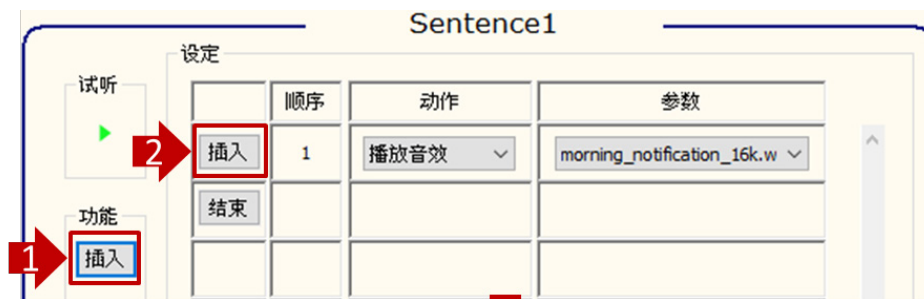 Sentence1
设定
试听
顺序 动作 参数
2 插入 1 播放音效 morning_notification_16k.w
结束
功能
1 插入